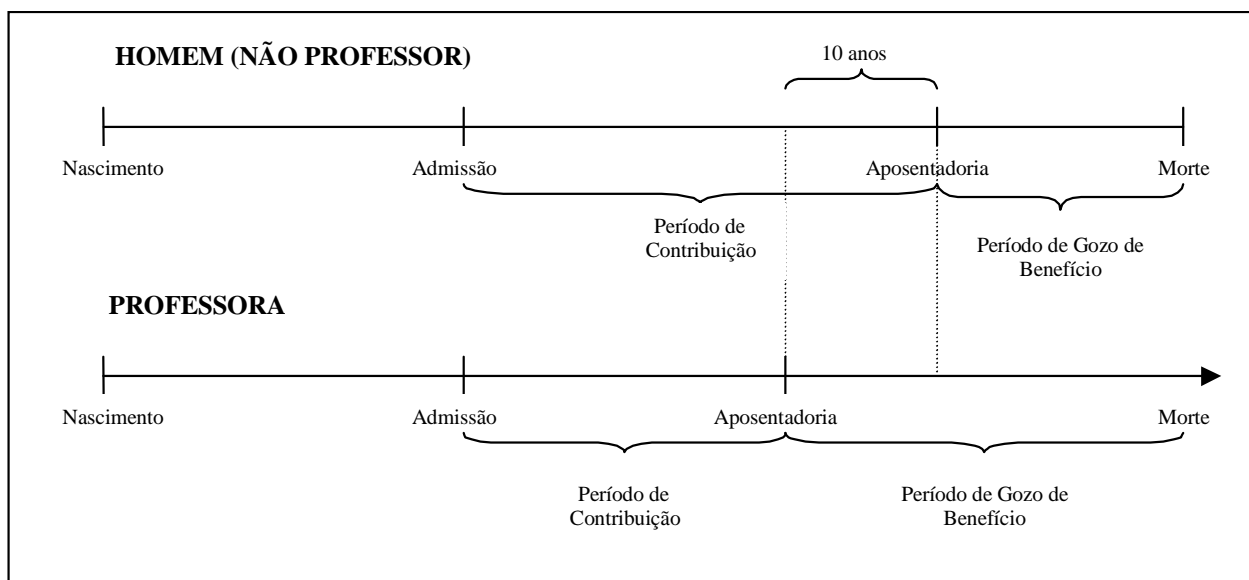 HOMEM (NÃO PROFESSOR)
10 anos
Nascimento
Admissão
Aposentadoria
Morte
Período de
Contribuição
Período de Gozo de
Benefício
PROFESSORA
Nascimento
Admissão
Aposentadoria
Morte
Período de
Contribuição
Período de Gozo de
Benefício